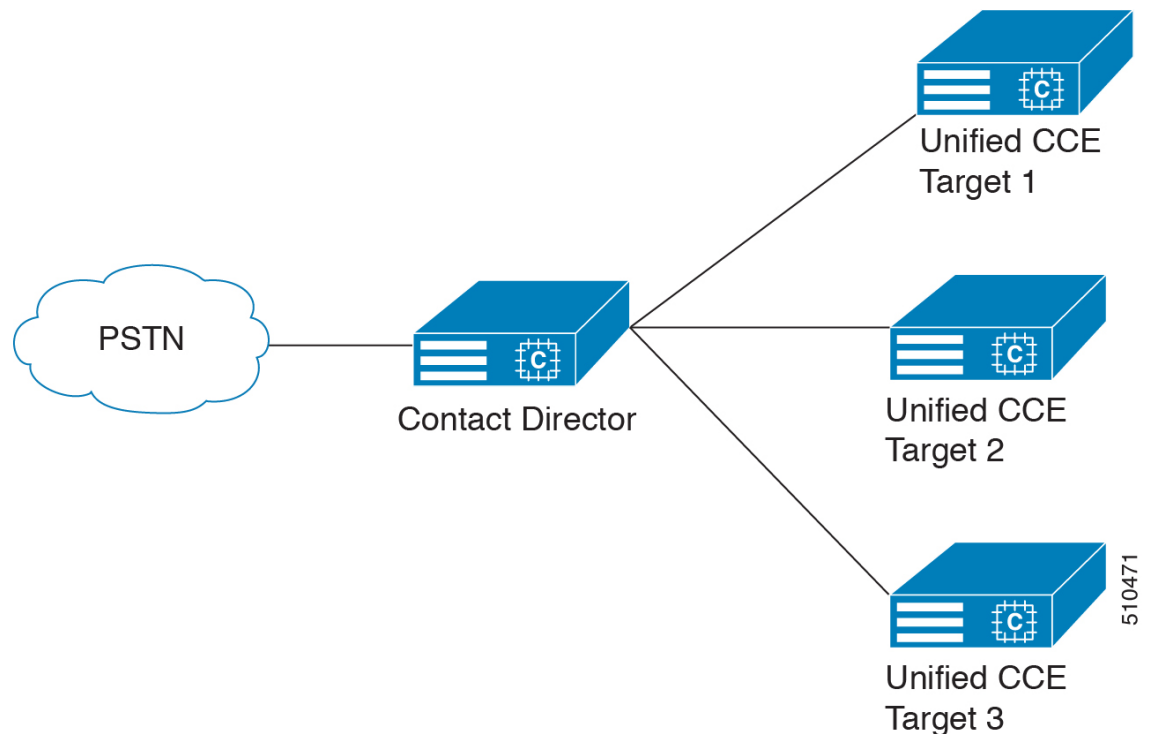 Unified CCE
Target 1
PSTN
C
C
C
Contact Director
Unified CCE
Target 2
510471
C
Unified CCE
Target 3